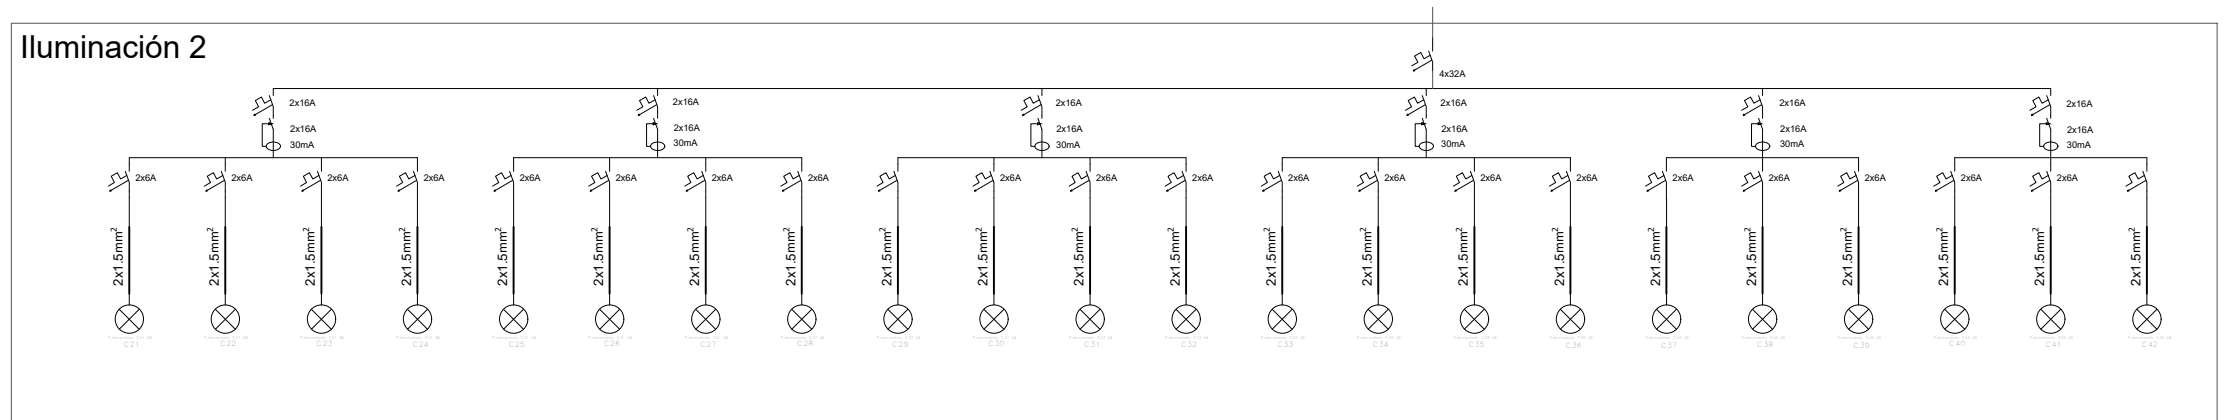 Iluminación 2
4x32A
2x16A 2x16A 2x16A 2x16A 2x16A 2x16A
2x16A 2x16A 2x16A 2x16A 2x16A 2x16A
30mA 30mA 30mA 30mA 30mA 30mA
2x6A 2x6A 2x6A 2x6A 2x6A 2x6A 2x6A 2x6A 2x6A 2x6A 2x6A 2x6A 2x6A 2x6A 2x6A 2x6A 2x6A 2x6A 2x6A 2x6A
2x1.5mm² 2x1.5mm² 2x1.5mm² 2x1.5mm² 2x1.5mm² 2x1.5mm² 2x1.5mm² 2x1.5mm² 2x1.5mm² 2x1.5mm² 2x1.5mm² 2x1.5mm² 2x1.5mm² 2x1.5mm² 2x1.5mm² 2x1.5mm² 2x1.5mm² 2x1.5mm² 2x1.5mm² 2x1.5mm² 2x1.5mm² 2x1.5mm²
C21 C22 C23 C24 C25 C26 C27 C28 C29 C30 C31 C32 C33 C34 C35 C36 C37 C38 C39 C40 C41 C42